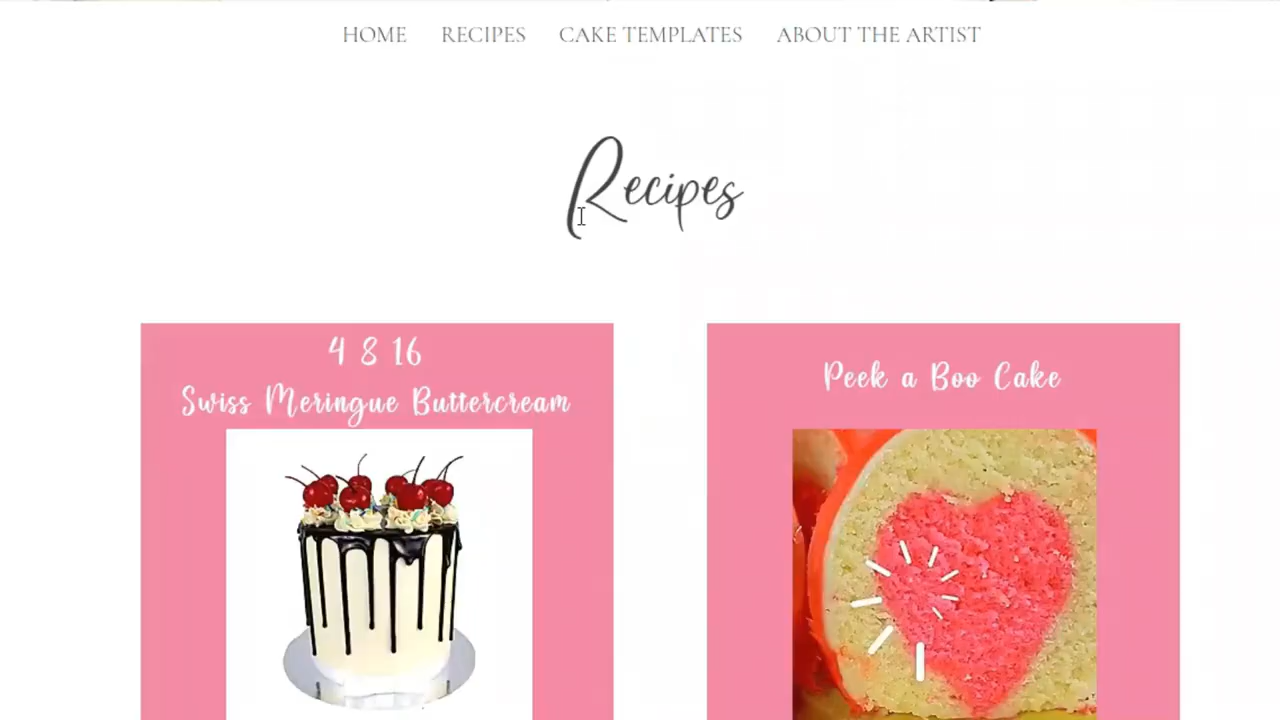 HOME RECIPES CAKE TEMPLATES ABOUT THE ARTIST
Recipes
4 8 16
Swiss Meringue Buttercream
Peek a Boo Cake